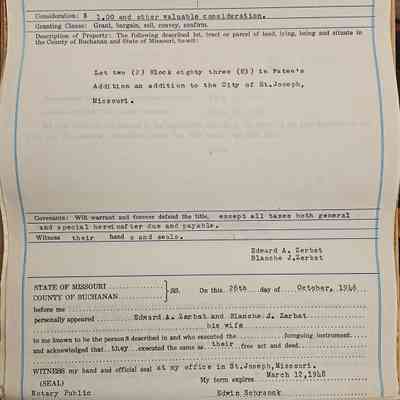 Consideration: $ 1.00 and other valuable consideration.
Granting Clause: Grant, bargain, sell, convey, confirm.
Description of Property: The following described lot, tract or parcel of land, lying, being and situate in
the County of Buchanan and State of Missouri, to-wit:
Lot two (2) Block eighty three (83) in Patee's
Addition an addition to the City of St.Joseph,
Missouri.
Covenants: Will warrant and forever defend the title, except all taxes both general
and special hereinafter due and payable.
Witness their hand s and seals.
Edward A. Zerbst
Blanche J.Zerbst
STATE OF MISSOURI
COUNTY OF BUCHANAN } SS. On this 26th day of October, 1946
before me
personally appeared Edward A. Zerbst and Blanche J. Zerbst
his wife
to me known to be the person s described in and who executed the foregoing instrument
and acknowledged that they executed the same as their free act and deed
WITNESS my hand and official seal at my office in St.Joseph,Missouri.
(SEAL) My term expires March 12,1948
Notary Public Edwin